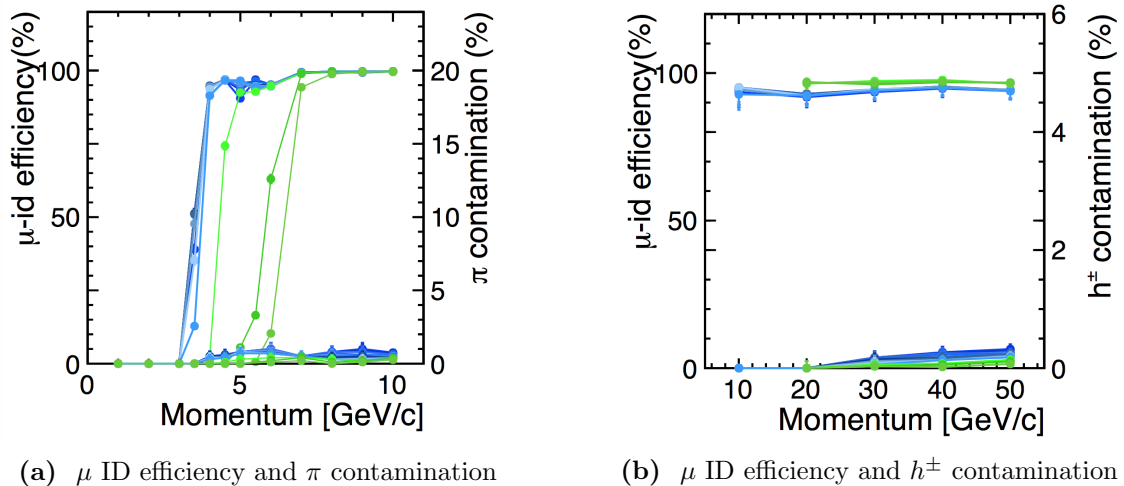 μ-id efficiency(%)
100
50
0
0
5
10
Momentum [GeV/c]
20
15
10
5
0
π contamination (%)
(a) μ ID efficiency and π contamination
μ-id efficiency(%)
100
50
0
10
20
30
40
50
Momentum [GeV/c]
6
4
2
0
h± contamination (%)
(b) μ ID efficiency and h± contamination